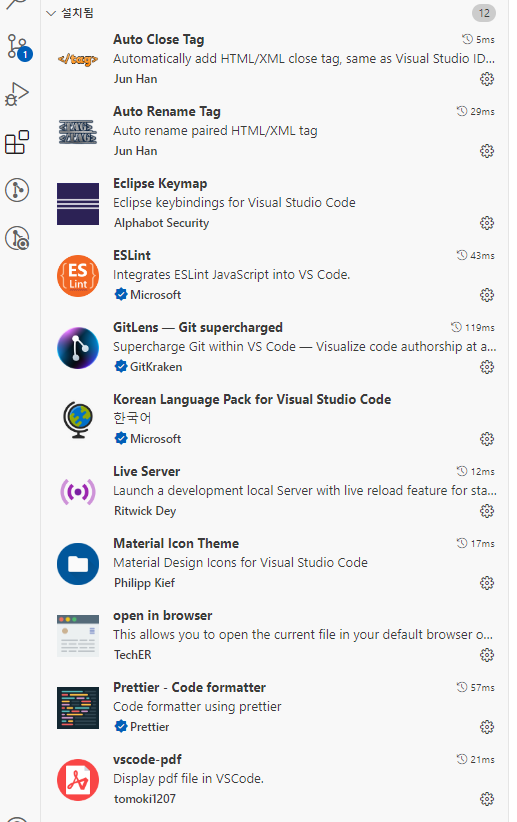 설치됨
12
Auto Close Tag
5ms
Automatically add HTML/XML close tag, same as Visual Studio ID...
Jun Han
</tag>
Auto Rename Tag
29ms
Auto rename paired HTML/XML tag
Jun Han
Eclipse Keymap
Eclipse keybindings for Visual Studio Code
Alphabot Security
ESLint
43ms
Integrates ESLint JavaScript into VS Code.
Microsoft
ES
Lint
GitLens — Git supercharged
119ms
Supercharge Git within VS Code — Visualize code authorship at a...
GitKraken
Korean Language Pack for Visual Studio Code
한국어
Microsoft
Live Server
12ms
Launch a development local Server with live reload feature for sta...
Ritwick Dey
Material Icon Theme
17ms
Material Design Icons for Visual Studio Code
Philipp Kief
open in browser
This allows you to open the current file in your default browser o...
TechER
Prettier - Code formatter
57ms
Code formatter using prettier
Prettier
vscode-pdf
21ms
Display pdf file in VSCode.
tomoki1207
1